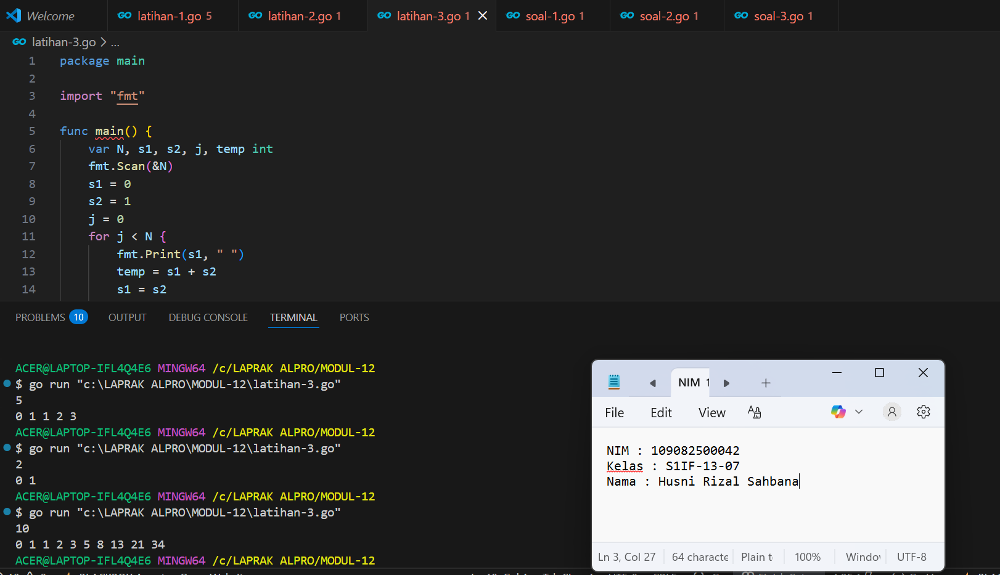 Welcome
GO latihan-1.go 5
GO latihan-2.go 1
GO latihan-3.go 1
GO soal-1.go 1
GO soal-2.go 1
GO soal-3.go 1
GO latihan-3.go > ...
1 package main
2
3 import "fmt"
4
5 func main() {
6 var N, s1, s2, j, temp int
7 fmt.Scan(&N)
8 s1 = 0
9 s2 = 1
10 j = 0
11 for j < N {
12 fmt.Print(s1, " ")
13 temp = s1 + s2
14 s1 = s2
PROBLEMS 10 OUTPUT DEBUG CONSOLE TERMINAL PORTS
ACER@LAPTOP-IFL4Q4E6 MINGW64 /c/LAPRAK ALPRO/MODUL-12
$ go run "c:\LAPRAK ALPRO\MODUL-12\latihan-3.go"
5
0 1 1 2 3
ACER@LAPTOP-IFL4Q4E6 MINGW64 /c/LAPRAK ALPRO/MODUL-12
$ go run "c:\LAPRAK ALPRO\MODUL-12\latihan-3.go"
2
0 1
ACER@LAPTOP-IFL4Q4E6 MINGW64 /c/LAPRAK ALPRO/MODUL-12
$ go run "c:\LAPRAK ALPRO\MODUL-12\latihan-3.go"
10
0 1 1 2 3 5 8 13 21 34
ACER@LAPTOP-IFL4Q4E6 MINGW64 /c/LAPRAK ALPRO/MODUL-12
NIM 1
File Edit View
NIM : 109082500042
Kelas : S1IF-13-07
Nama : Husni Rizal Sahbana
Ln 3, Col 27 64 characte Plain t 100% Windo UTF-8